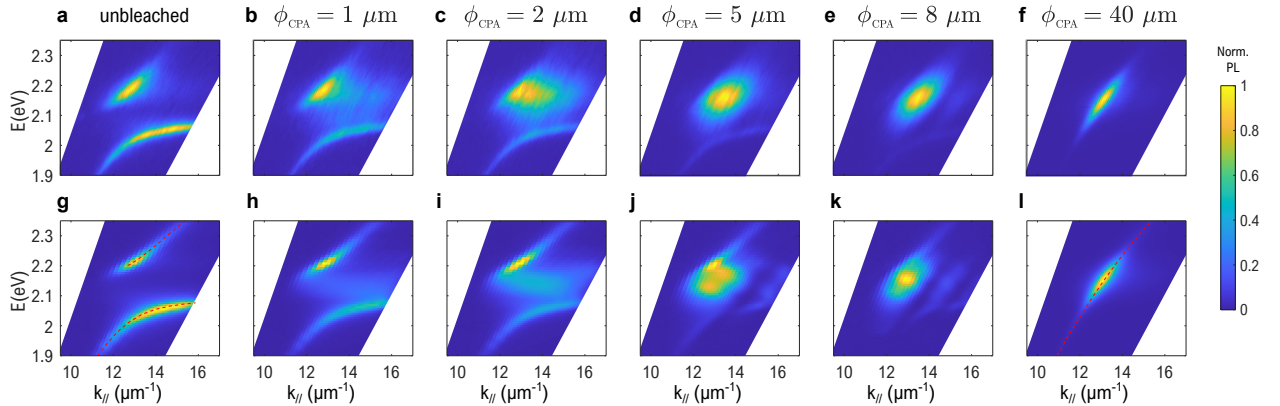 a unbleached b ϕCPA = 1 μm c ϕCPA = 2 μm d ϕCPA = 5 μm e ϕCPA = 8 μm f ϕCPA = 40 μm
Norm.
PL
E(eV)
2.3
2.2
2.1
2
1.9
1
0.8
0.6
0.4
0.2
0
g h i j k l
E(eV)
2.3
2.2
2.1
2
1.9
10 12 14 16 10 12 14 16 10 12 14 16 10 12 14 16 10 12 14 16 10 12 14 16
k// (μm-1) k// (μm-1) k// (μm-1) k// (μm-1) k// (μm-1) k// (μm-1)